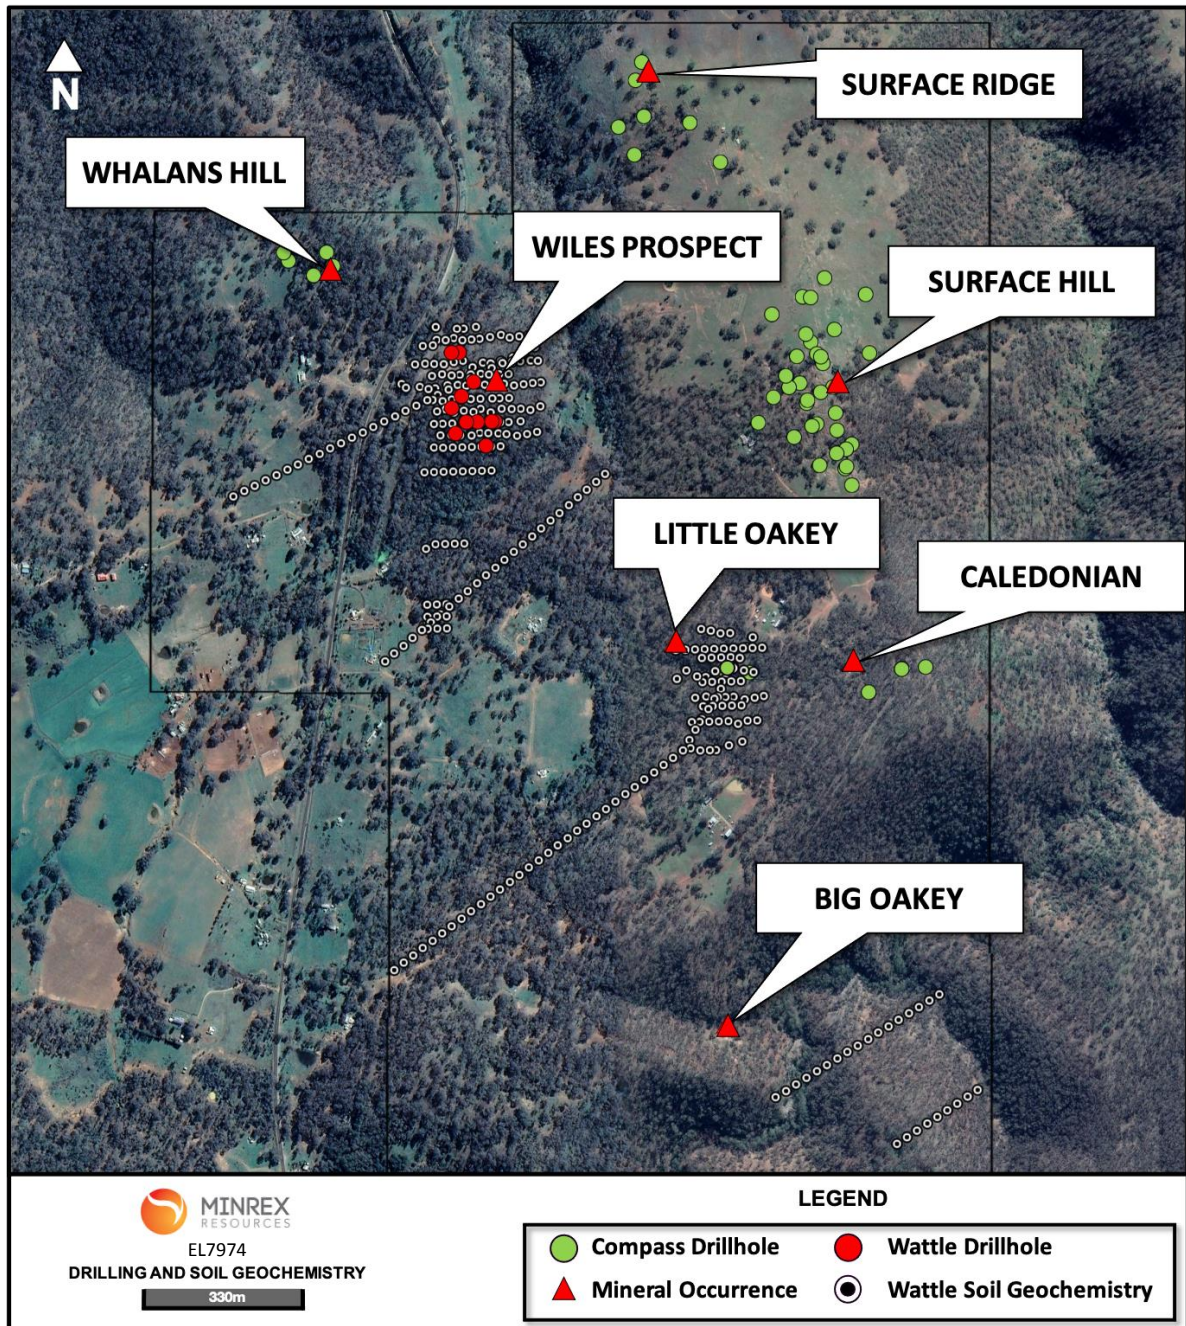 N
SURFACE RIDGE
WHALANS HILL
WILES PROSPECT
SURFACE HILL
LITTLE OAKEY
CALEDONIAN
BIG OAKEY
MINREX
RESOURCES
EL7974
DRILLING AND SOIL GEOCHEMISTRY
330m
LEGEND
Compass Drillhole
Wattle Drillhole
Mineral Occurrence
Wattle Soil Geochemistry